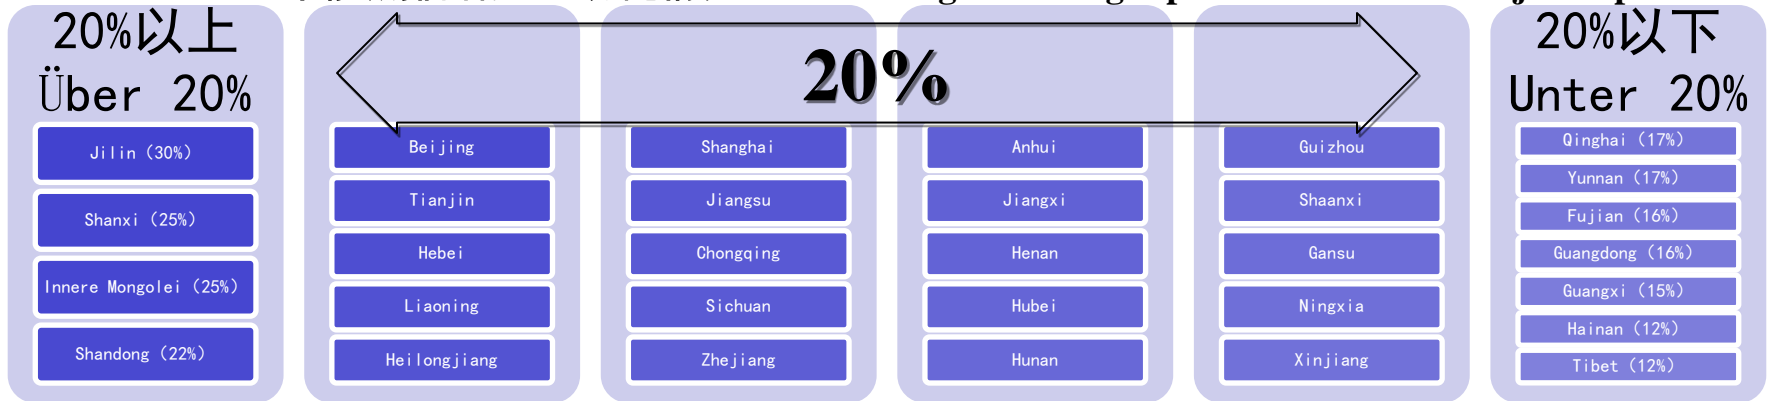 20%以上
Über 20%
Jilin (30%)
Shanxi (25%)
Innere Mongolei (25%)
Shandong (22%)
20%
Beijing
Tianjin
Hebei
Liaoning
Heilongjiang
Shanghai
Jiangsu
Chongqing
Sichuan
Zhejiang
Anhui
Jiangxi
Henan
Hubei
Hunan
Guizhou
Shaanxi
Gansu
Ningxia
Xinjiang
20%以下
Unter 20%
Qinghai (17%)
Yunnan (17%)
Fujian (16%)
Guangdong (16%)
Guangxi (15%)
Hainan (12%)
Tibet (12%)